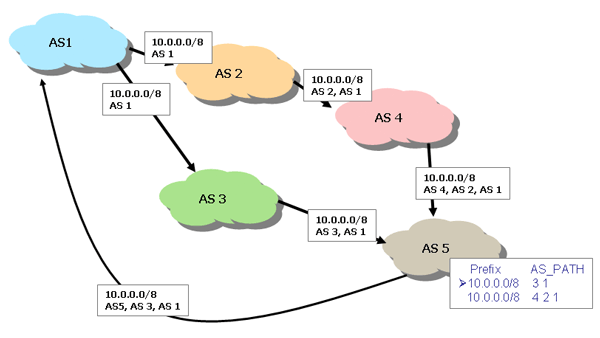 AS1
10.0.0.0/8
AS 1
AS 2
10.0.0.0/8
AS 2, AS 1
10.0.0.0/8
AS 1
AS 4
10.0.0.0/8
AS 4, AS 2, AS 1
AS 3
10.0.0.0/8
AS 3, AS 1
AS 5
Prefix AS_PATH
10.0.0.0/8 3 1
10.0.0.0/8 4 2 1
10.0.0.0/8
AS5, AS 3, AS 1